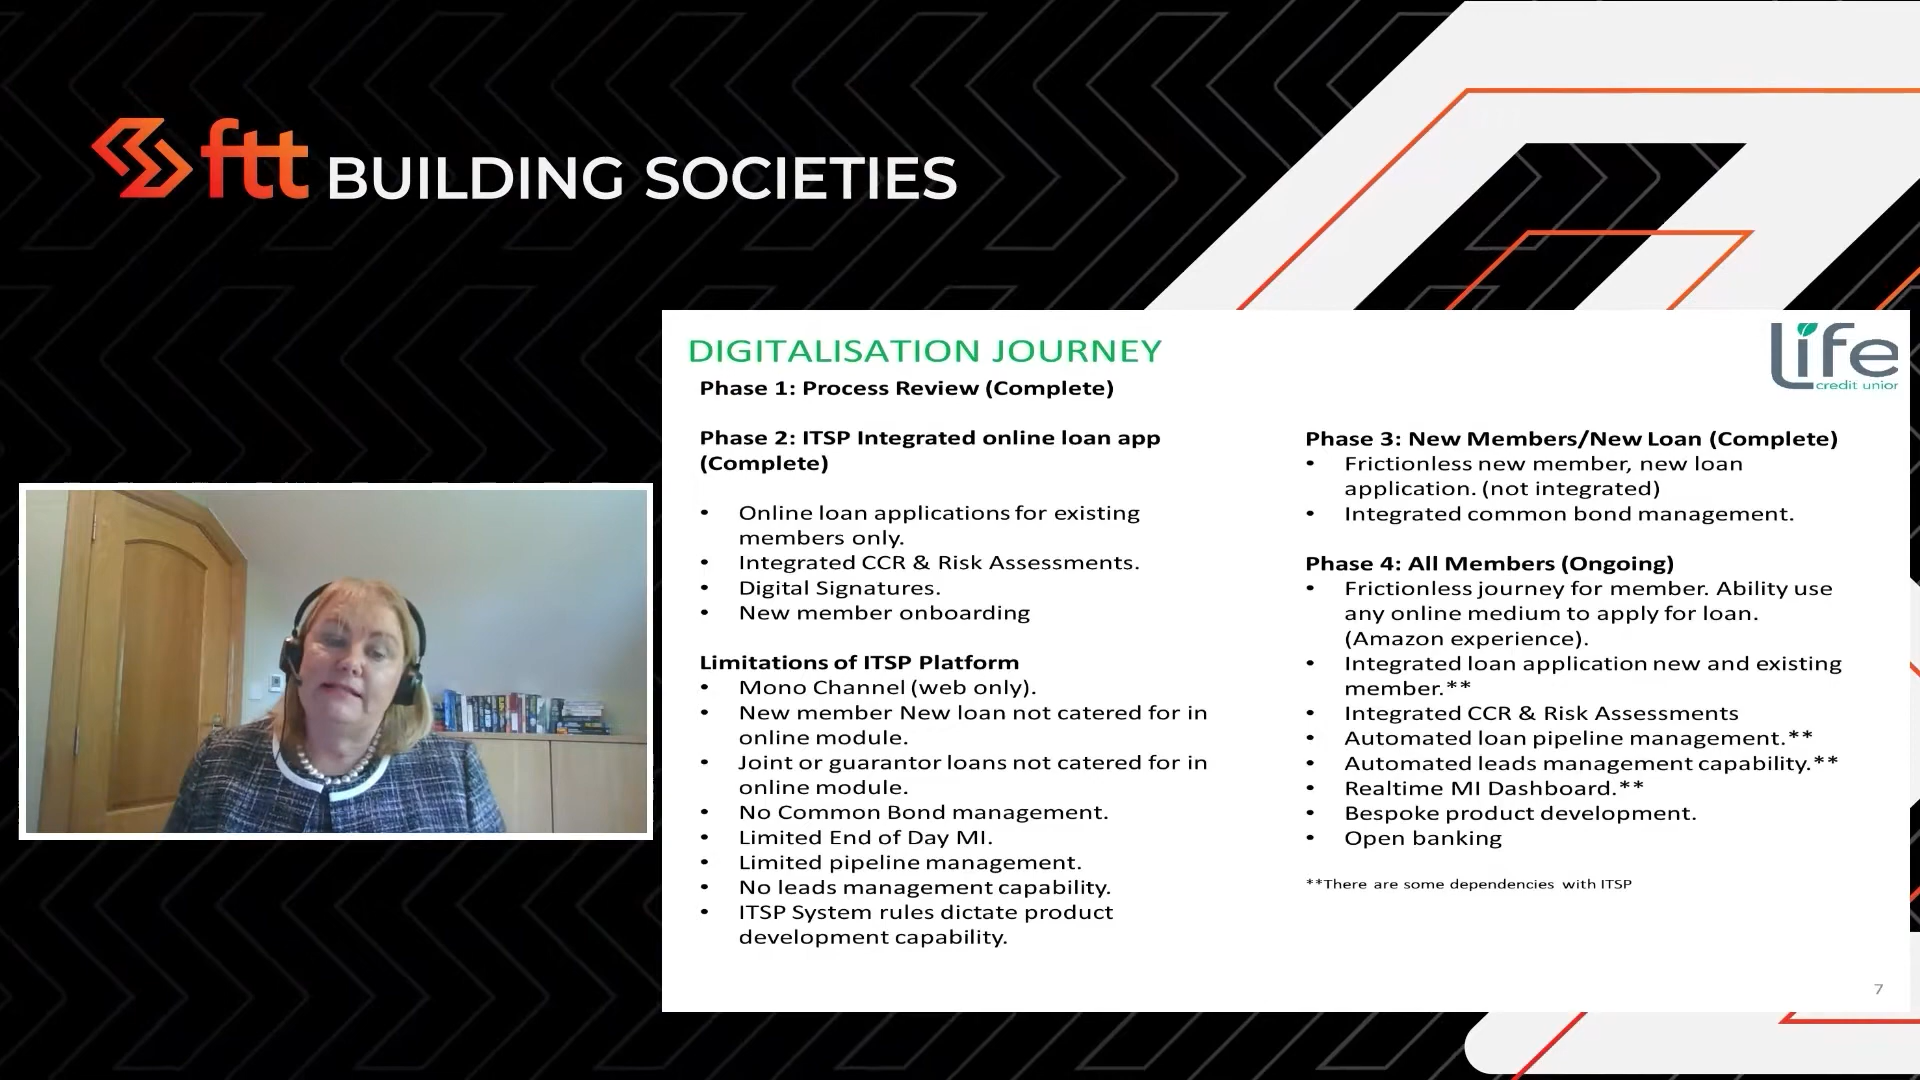 ftt BUILDING SOCIETIES
DIGITALISATION JOURNEY
life
credit unior
Phase 1: Process Review (Complete)
Phase 2: ITSP Integrated online loan app
(Complete)
• Online loan applications for existing
members only.
• Integrated CCR & Risk Assessments.
• Digital Signatures.
• New member onboarding
Limitations of ITSP Platform
• Mono Channel (web only).
• New member New loan not catered for in
online module.
• Joint or guarantor loans not catered for in
online module.
• No Common Bond management.
• Limited End of Day MI.
• Limited pipeline management.
• No leads management capability.
• ITSP System rules dictate product
development capability.
Phase 3: New Members/New Loan (Complete)
• Frictionless new member, new loan
application. (not integrated)
• Integrated common bond management.
Phase 4: All Members (Ongoing)
• Frictionless journey for member. Ability use
any online medium to apply for loan.
(Amazon experience).
• Integrated loan application new and existing
member.**
• Integrated CCR & Risk Assessments
• Automated loan pipeline management.**
• Automated leads management capability.**
• Realtime MI Dashboard.**
• Bespoke product development.
• Open banking
**There are some dependencies with ITSP
7